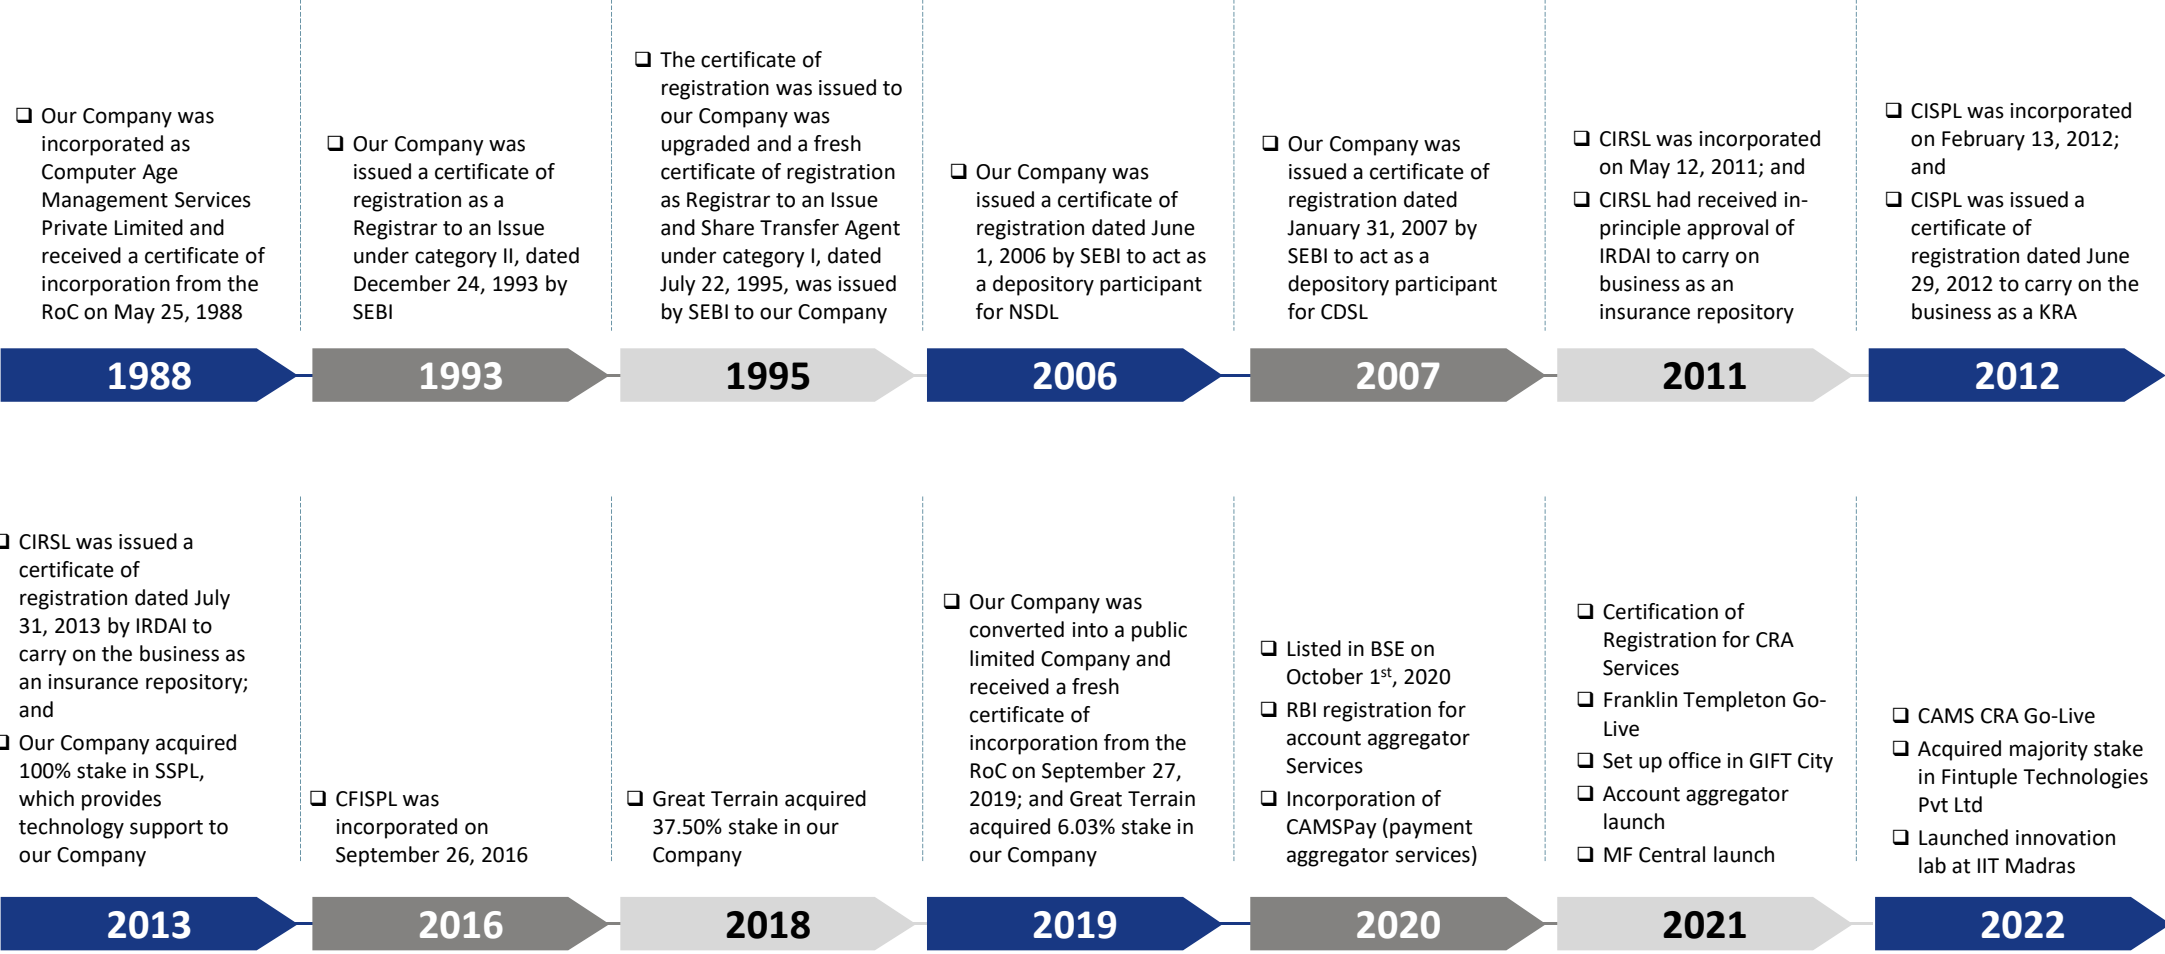 ❑ Our Company was
incorporated as
Computer Age
Management Services
Private Limited and
received a certificate of
incorporation from the
RoC on May 25, 1988
1988
❑ Our Company was
issued a certificate of
registration as a
Registrar to an Issue
under category II, dated
December 24, 1993 by
SEBI
1993
❑ The certificate of
registration was issued to
our Company was
upgraded and a fresh
certificate of registration
as Registrar to an Issue
and Share Transfer Agent
under category I, dated
July 22, 1995, was issued
by SEBI to our Company
1995
❑ Our Company was
issued a certificate of
registration dated June
1, 2006 by SEBI to act as
a depository participant
for NSDL
2006
❑ Our Company was
issued a certificate of
registration dated
January 31, 2007 by
SEBI to act as a
depository participant
for CDSL
2007
❑ CIRSL was incorporated
on May 12, 2011; and
❑ CIRSL had received in-
principle approval of
IRDAI to carry on
business as an
insurance repository
2011
❑ CISPL was incorporated
on February 13, 2012;
and
❑ CISPL was issued a
certificate of
registration dated June
29, 2012 to carry on the
business as a KRA
2012
❑ CIRSL was issued a
certificate of
registration dated July
31, 2013 by IRDAI to
carry on the business as
an insurance repository;
and
❑ Our Company acquired
100% stake in SSPL,
which provides
technology support to
our Company
2013
❑ CFISPL was
incorporated on
September 26, 2016
2016
❑ Great Terrain acquired
37.50% stake in our
Company
2018
❑ Our Company was
converted into a public
limited Company and
received a fresh
certificate of
incorporation from the
RoC on September 27,
2019; and Great Terrain
acquired 6.03% stake in
our Company
2019
❑ Listed in BSE on
October 1st, 2020
❑ RBI registration for
account aggregator
Services
❑ Incorporation of
CAMSPay (payment
aggregator services)
2020
❑ Certification of
Registration for CRA
Services
❑ Franklin Templeton Go-
Live
❑ Set up office in GIFT City
❑ Account aggregator
launch
❑ MF Central launch
2021
❑ CAMS CRA Go-Live
❑ Acquired majority stake
in Fintuple Technologies
Pvt Ltd
❑ Launched innovation
lab at IIT Madras
2022